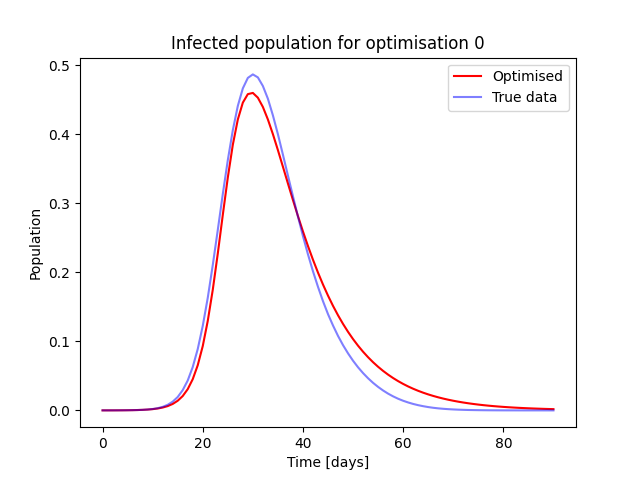 Infected population for optimisation 0
Optimised
True data
0.5
0.4
0.3
0.2
0.1
0.0
Population
0 20 40 60 80
Time [days]